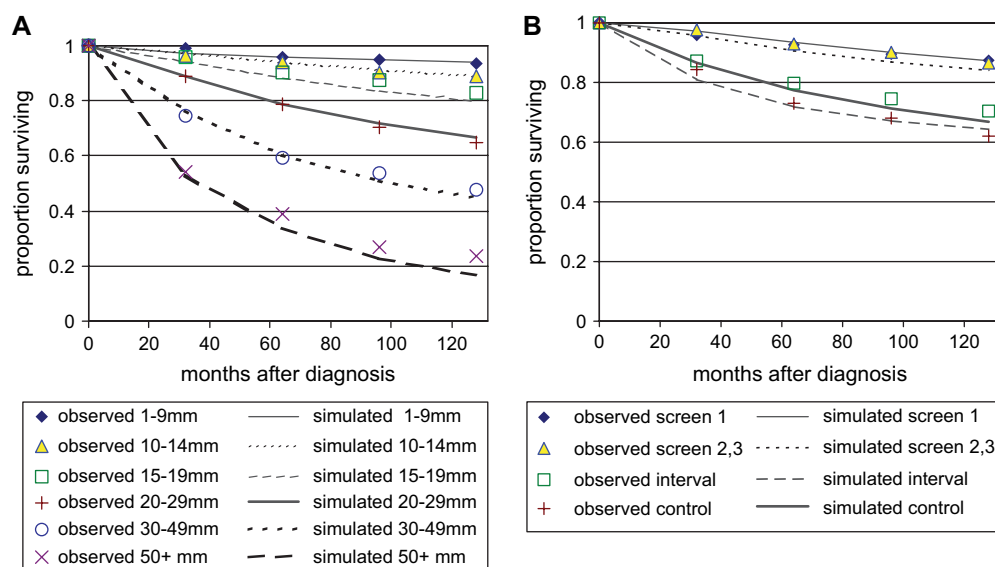 A
proportion surviving
1
0.8
0.6
0.4
0.2
0
0 20 40 60 80 100 120
months after diagnosis
observed 1-9mm simulated 1-9mm
observed 10-14mm simulated 10-14mm
observed 15-19mm simulated 15-19mm
observed 20-29mm simulated 20-29mm
observed 30-49mm simulated 30-49mm
observed 50+ mm simulated 50+ mm
B
proportion surviving
1
0.8
0.6
0.4
0.2
0
0 20 40 60 80 100 120
months after diagnosis
observed screen 1 simulated screen 1
observed screen 2,3 simulated screen 2,3
observed interval simulated interval
observed control simulated control